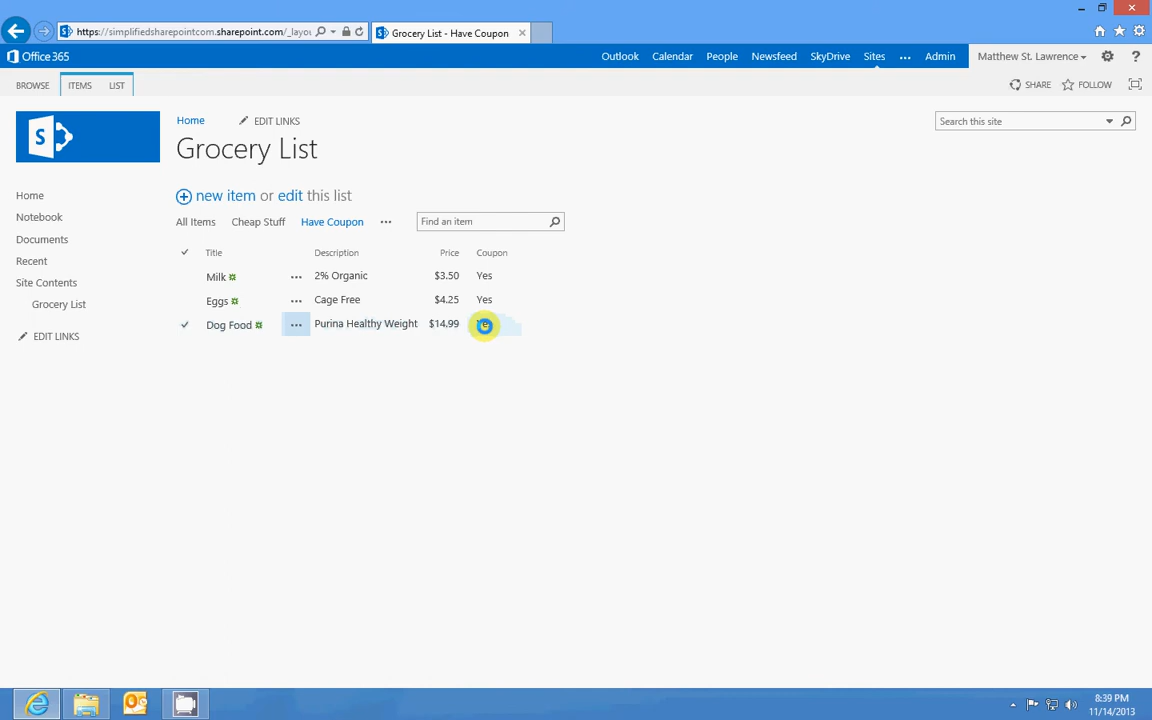 https://simplifiedsharepointcom.sharepoint.com/_layou
Grocery List - Have Coupon
Office 365
Outlook Calendar People Newsfeed SkyDrive Sites ... Admin Matthew St. Lawrence ?
BROWSE ITEMS LIST
SHARE FOLLOW
S
Home EDIT LINKS
Search this site
Grocery List
Home
Notebook
Documents
Recent
Site Contents
Grocery List
EDIT LINKS
new item or edit this list
All Items Cheap Stuff Have Coupon ... Find an item
Title Description Price Coupon
Milk ... 2% Organic $3.50 Yes
Eggs ... Cage Free $4.25 Yes
Dog Food ... Purina Healthy Weight $14.99
8:39 PM
11/14/2013